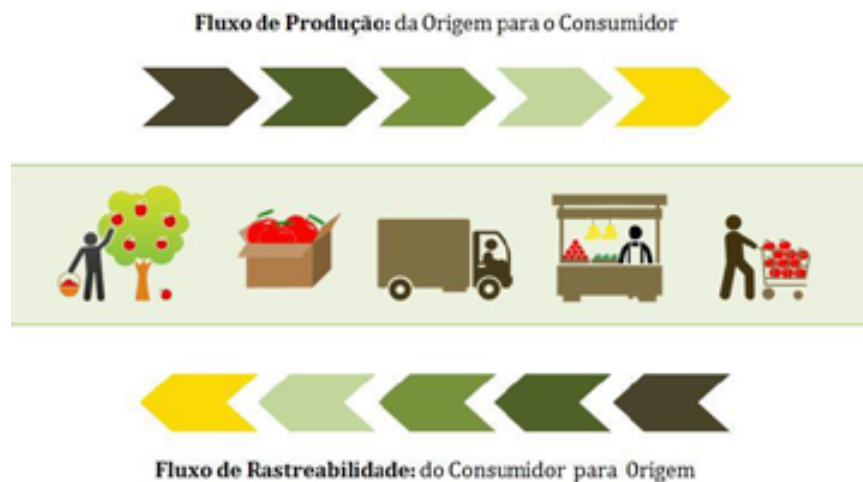 Fluxo de Produção: da Origem para o Consumidor
Fluxo de Rastreabilidade: do Consumidor para Origem